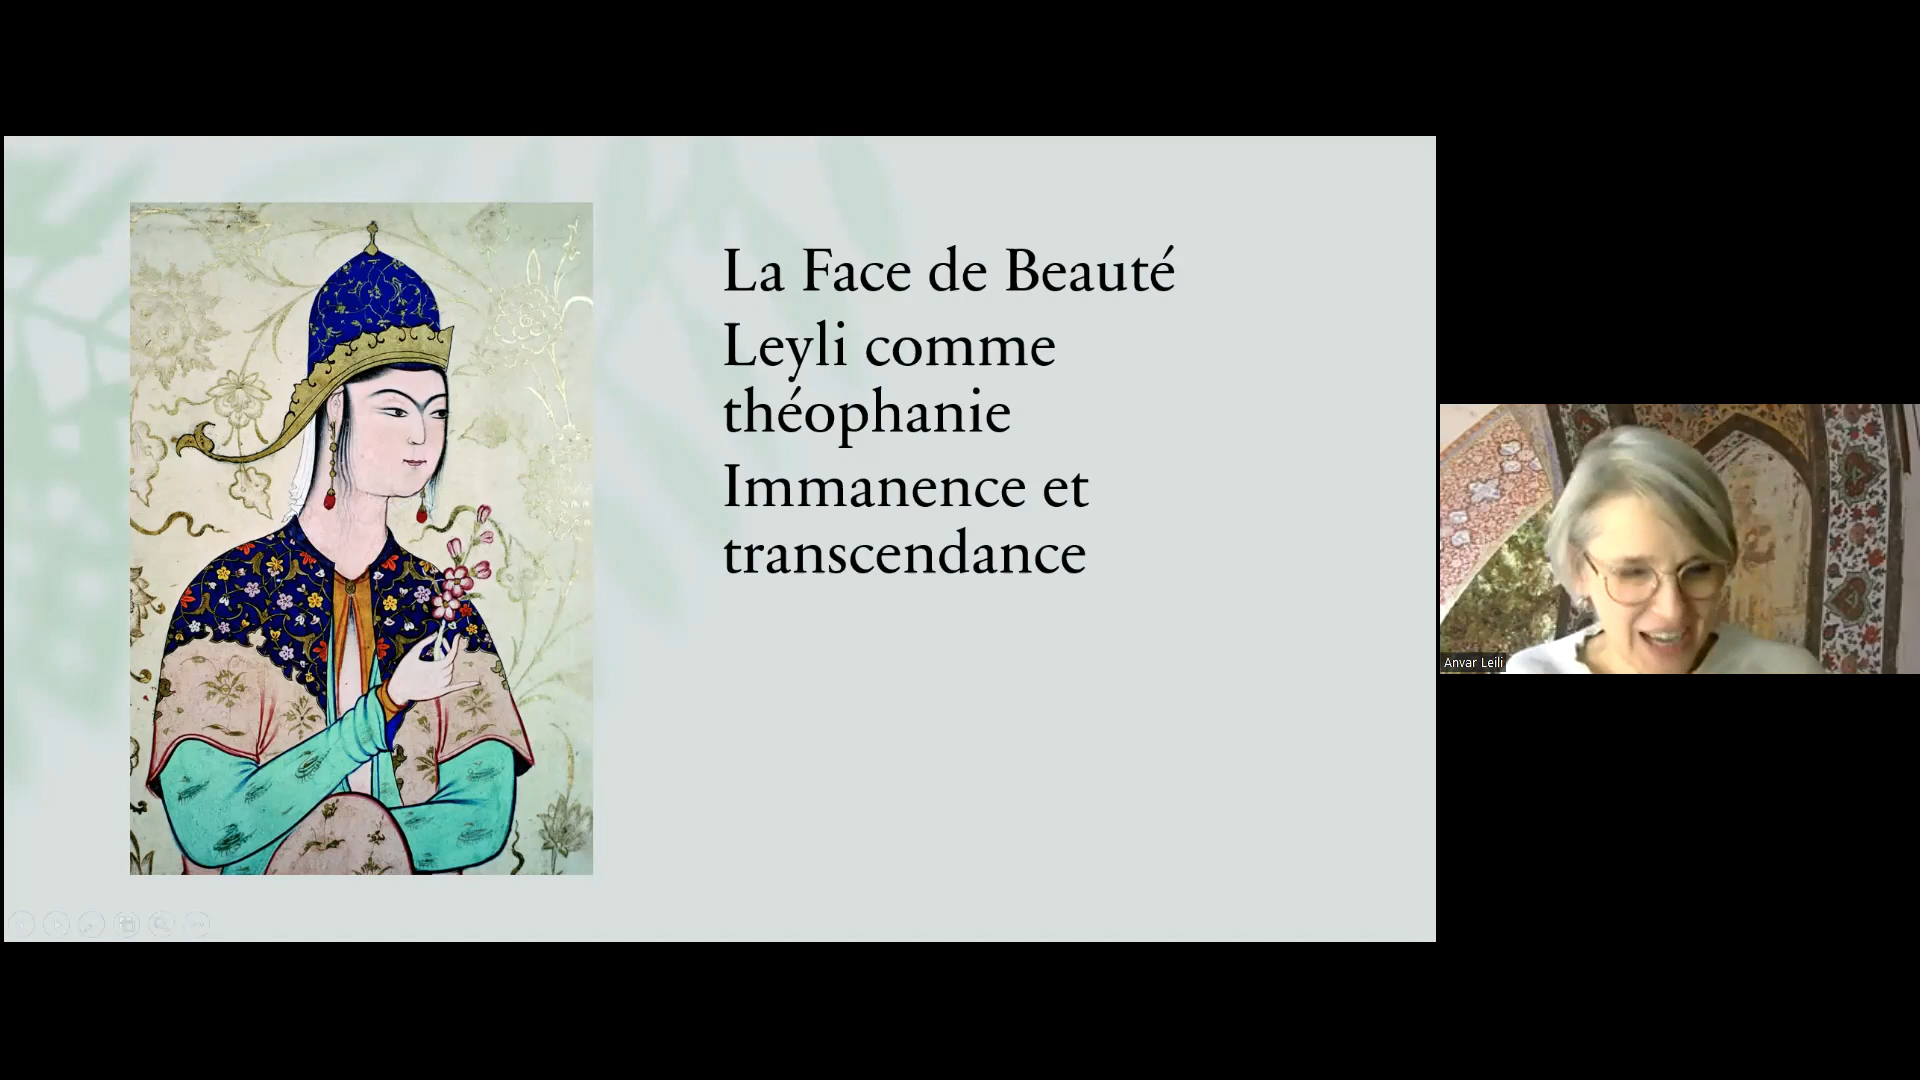 La Face de Beauté
Leyli comme
théophanie
Immanence et
transcendance
Anvar Leili